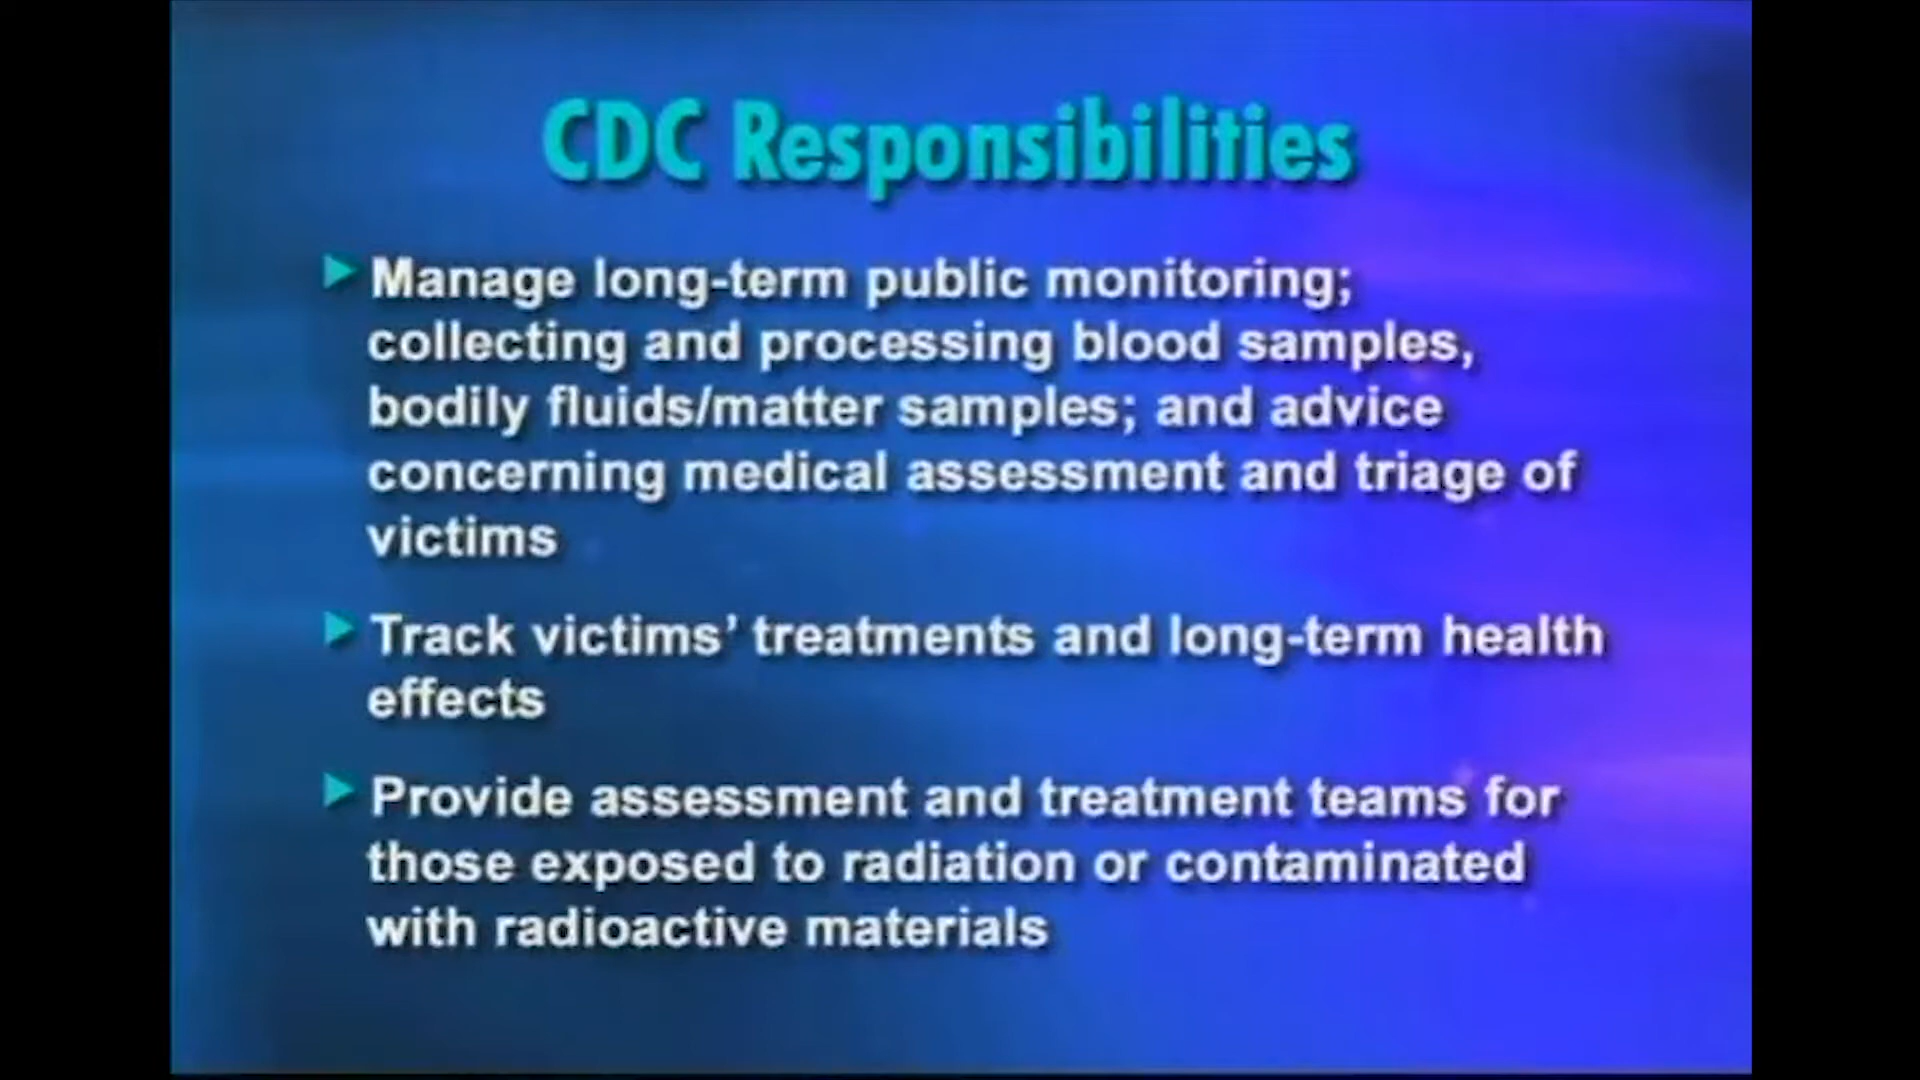 CDC Responsibilities
Manage long-term public monitoring;
collecting and processing blood samples,
bodily fluids/matter samples; and advice
concerning medical assessment and triage of
victims
Track victims’ treatments and long-term health
effects
Provide assessment and treatment teams for
those exposed to radiation or contaminated
with radioactive materials